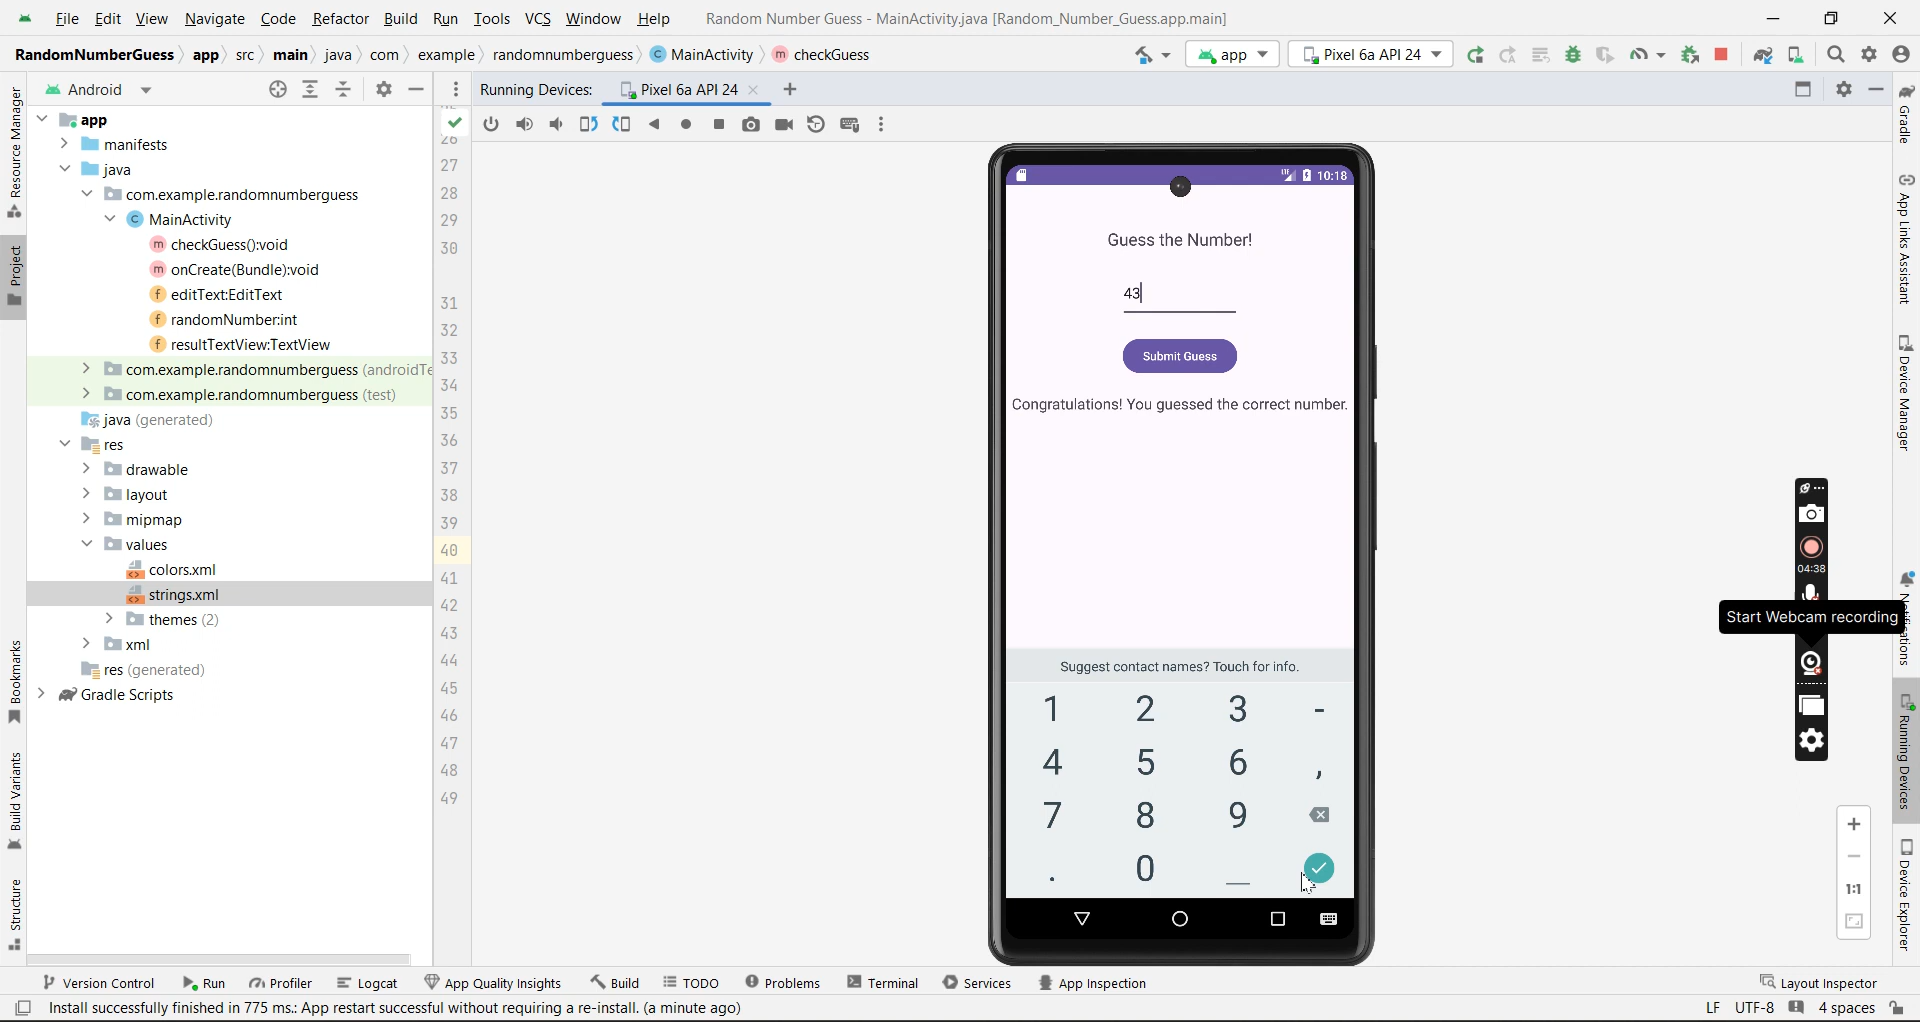 File Edit View Navigate Code Refactor Build Run Tools VCS Window Help Random Number Guess - MainActivity.java [Random_Number_Guess.app.main]
RandomNumberGuess app src main java com example randomnumberguess MainActivity checkGuess app Pixel 6a API 24
Android Running Devices: Pixel 6a API 24
Resource Manager
Project
Bookmarks
Build Variants
Structure
app
manifests
java
com.example.randomnumberguess
MainActivity
checkGuess():void
onCreate(Bundle):void
editText:EditText
randomNumber:int
resultTextView:TextView
com.example.randomnumberguess (androidTe
com.example.randomnumberguess (test)
java (generated)
res
drawable
layout
mipmap
values
colors.xml
strings.xml
themes (2)
xml
res (generated)
Gradle Scripts
26
27
28
29
30
31
32
33
34
35
36
37
38
39
40
41
42
43
44
45
46
47
48
49
LTE 10:18
Guess the Number!
43
Submit Guess
Congratulations! You guessed the correct number.
Suggest contact names? Touch for info.
1 2 3 -
4 5 6 ,
7 8 9
. 0 _
04:38
Start Webcam recording
1:1
Gradle
App Links Assistant
Device Manager
Notifications
Running Devices
Device Explorer
Version Control Run Profiler Logcat App Quality Insights Build TODO Problems Terminal Services App Inspection Layout Inspector
Install successfully finished in 775 ms.: App restart successful without requiring a re-install. (a minute ago) LF UTF-8 4 spaces